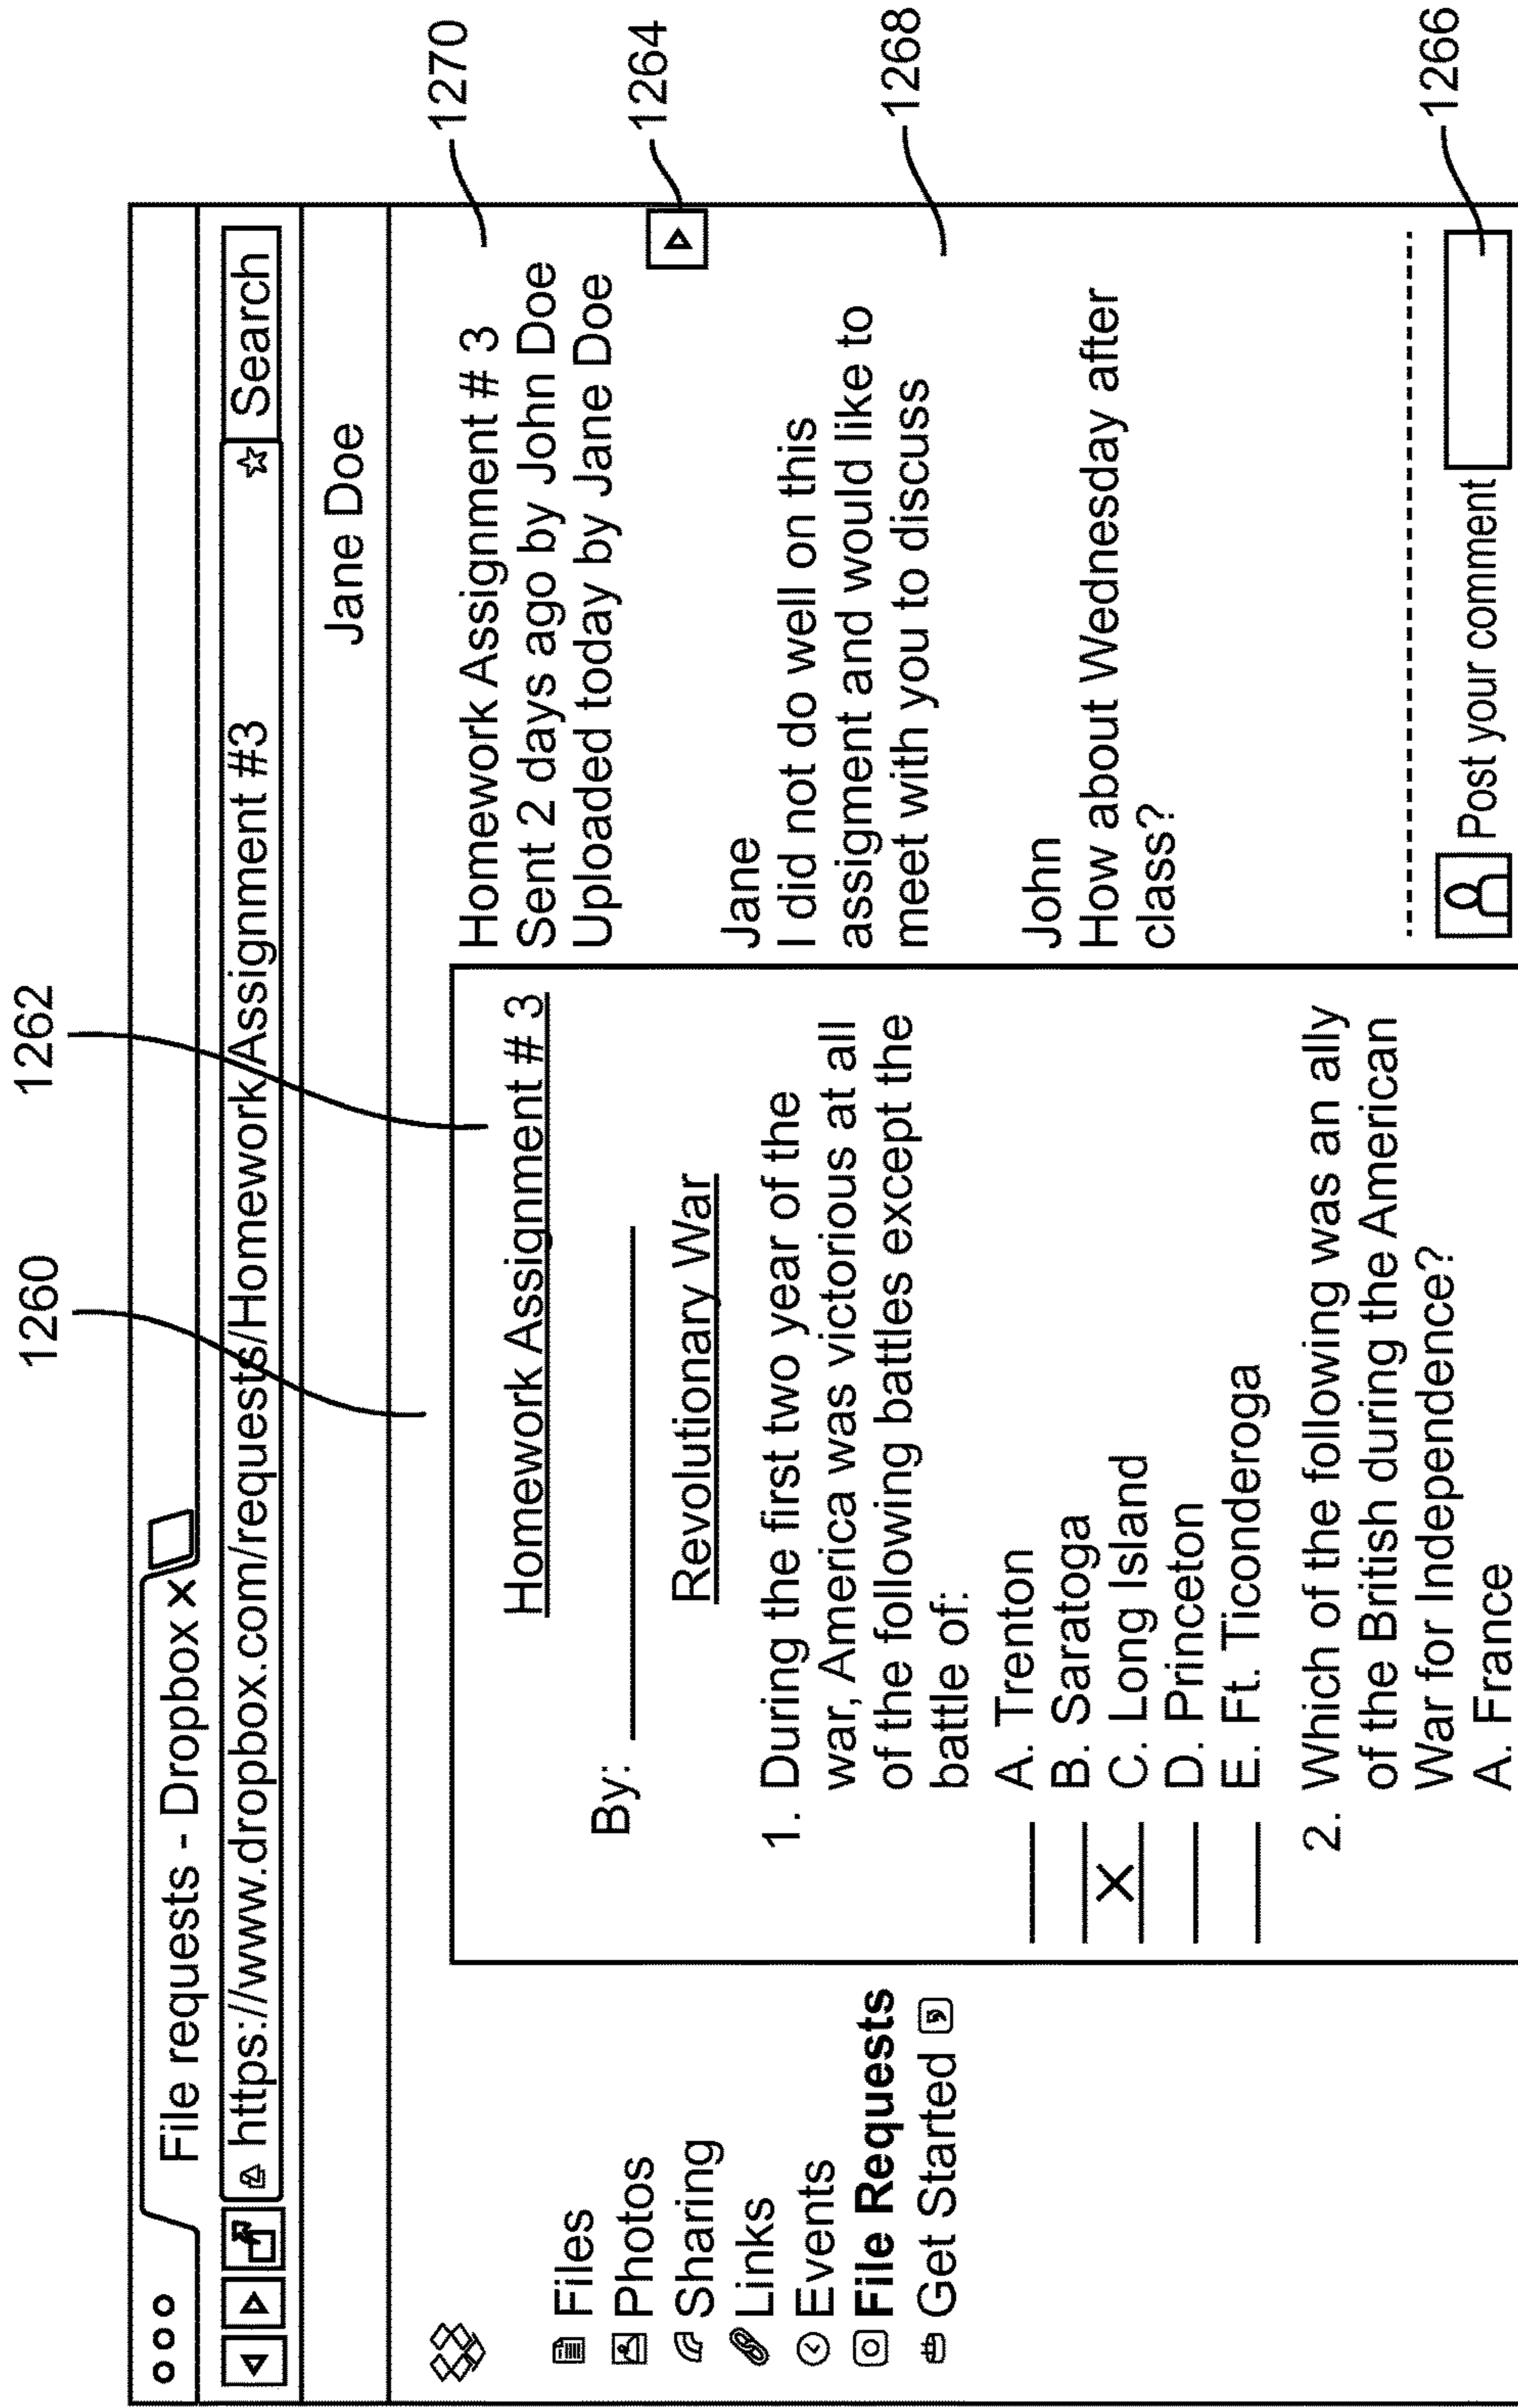 1260
1262
File requests - Dropbox X
https://www.dropbox.com/requests/Homework Assignment #3
Search
Jane Doe
Files
Photos
Sharing
Links
Events
File Requests
Get Started
Homework Assignment # 3
By:
Revolutionary War
1. During the first two year of the
war, America was victorious at all
of the following battles except the
battle of:
A. Trenton
B. Saratoga
X C. Long Island
D. Princeton
E. Ft. Ticonderoga
2. Which of the following was an ally
of the British during the American
War for Independence?
A. France
Homework Assignment # 3
Sent 2 days ago by John Doe
Uploaded today by Jane Doe
Jane
I did not do well on this
assigment and would like to
meet with you to discuss
John
How about Wednesday after
class?
Post your comment
1270
1264
1268
1266